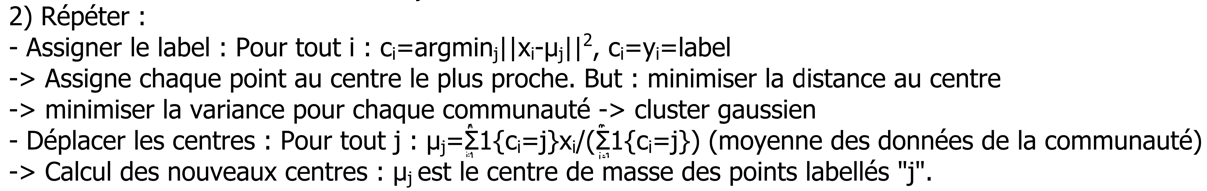 2) Répéter :
- Assigner le label : Pour tout i : cᵢ=argminⱼ||xᵢ-μⱼ||², cᵢ=yᵢ=label
-> Assigne chaque point au centre le plus proche. But : minimiser la distance au centre
-> minimiser la variance pour chaque communauté -> cluster gaussien
- Déplacer les centres : Pour tout j : μⱼ=∑1{cᵢ=j}xᵢ/(∑1{cᵢ=j}) (moyenne des données de la communauté)
-> Calcul des nouveaux centres : μⱼ est le centre de masse des points labellés "j".